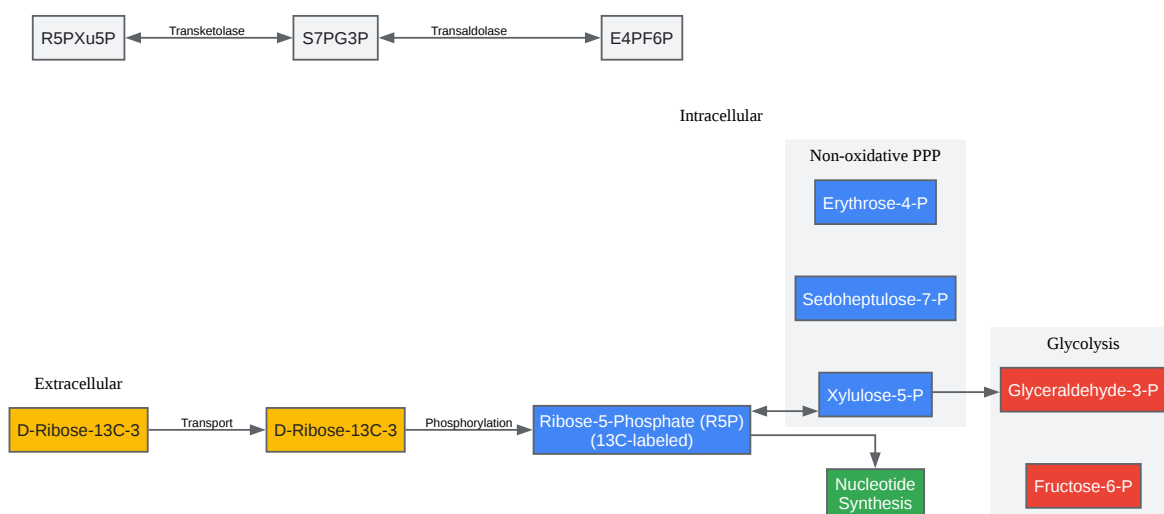 R5PXu5P
Transketolase
S7PG3P
Transaldolase
E4PF6P
Intracellular
Non-oxidative PPP
Erythrose-4-P
Sedoheptulose-7-P
Glycolysis
Extracellular
Xylulose-5-P
Glyceraldehyde-3-P
D-Ribose-13C-3
Transport
D-Ribose-13C-3
Phosphorylation
Ribose-5-Phosphate (R5P)
(13C-labeled)
Nucleotide
Synthesis
Fructose-6-P